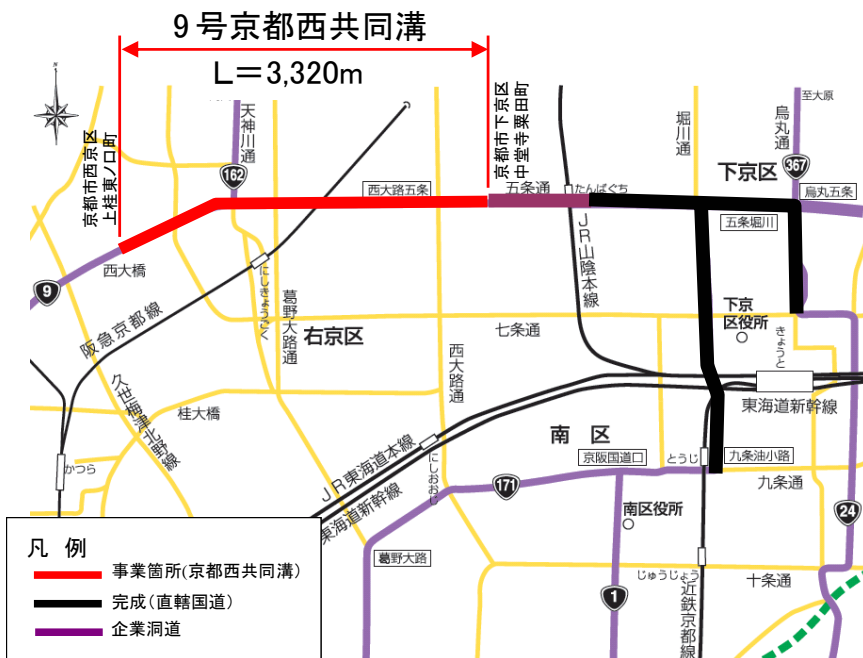 9号京都西共同溝
L=3,320m
京都市西京区
上桂東ノ口町
京都市下京区
中堂寺粟田町
N
天神川通
162
西大路五条
五条通
たんばぐち
堀川通
烏丸通
至大原
367
下京区
烏丸五条
五条堀川
9
西大橋
阪急京都線
にしきょうごく
葛野大路通
右京区
JR山陰本線
七条通
下京
区役所
きょうと
西大路通
久世梅津北野線
桂大橋
東海道新幹線
かつら
JR東海道本線
東海道新幹線
にしおおじ
南区
京阪国道口
とうじ
九条油小路
九条通
171
南区役所
24
葛野大路
1
じゅうじょう
十条通
近鉄京都線
凡例
事業箇所(京都西共同溝)
完成(直轄国道)
企業洞道